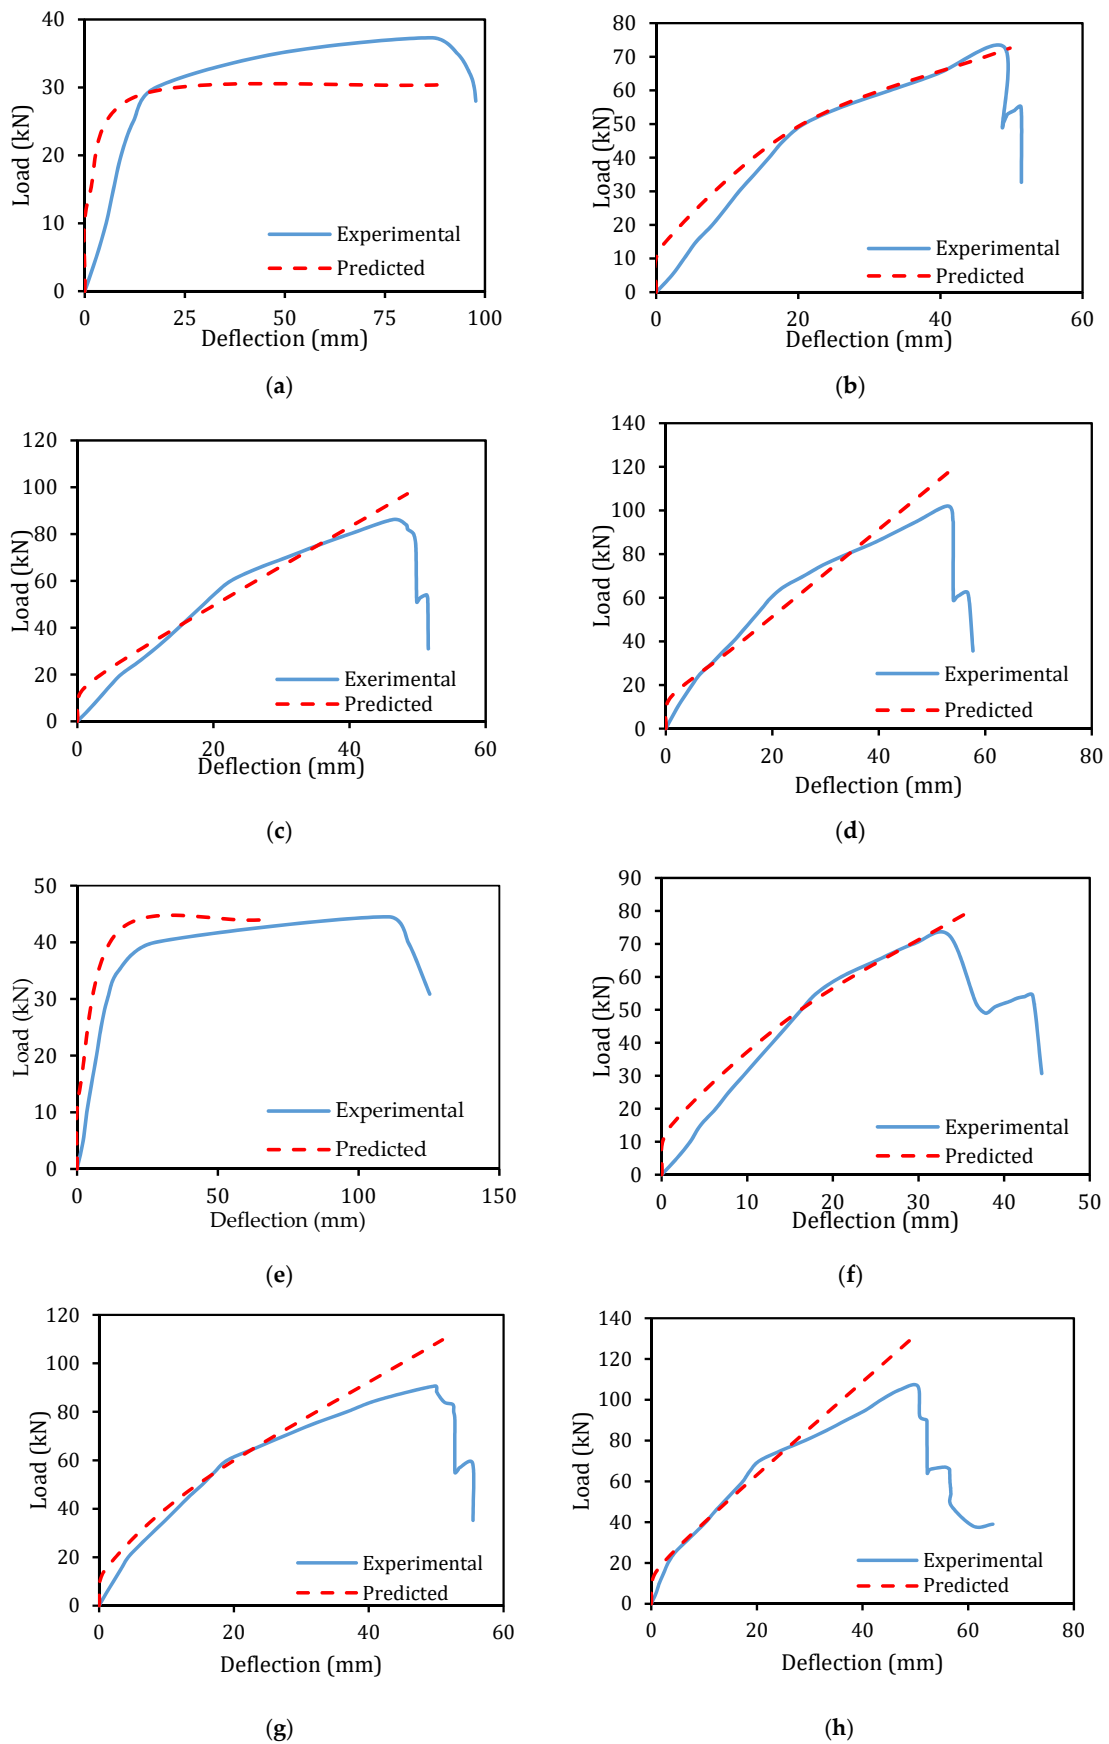 40
30
20
10
0
Load (kN)
Experimental
Predicted
0 25 50 75 100
Deflection (mm)
(a)
80
70
60
50
40
30
20
10
0
Load (kN)
Experimental
Predicted
0 20 40 60
Deflection (mm)
(b)
120
100
80
60
40
20
0
Load (kN)
Exerimental
Predicted
0 20 40 60
Deflection (mm)
(c)
140
120
100
80
60
40
20
0
Load (kN)
Experimental
Predicted
0 20 40 60 80
Deflection (mm)
(d)
50
40
30
20
10
0
Load (kN)
Experimental
Predicted
0 50 100 150
Deflection (mm)
(e)
90
80
70
60
50
40
30
20
10
0
Load (kN)
Experimental
Predicted
0 10 20 30 40 50
Deflection (mm)
(f)
120
100
80
60
40
20
0
Load (kN)
Experimental
Predicted
0 20 40 60
Deflection (mm)
(g)
140
120
100
80
60
40
20
0
Load (kN)
Experimental
Predicted
0 20 40 60 80
Deflection (mm)
(h)